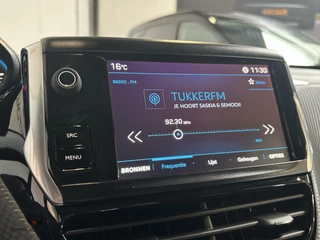 16°C
11:30
RADIO . FM
TUKKERFM
JE HOORT SASKIA & SEMOOR
92.30 MHz
SRC
MENU
BRONNEN
Frequentie
Lijst
Geheugen
OPTIES